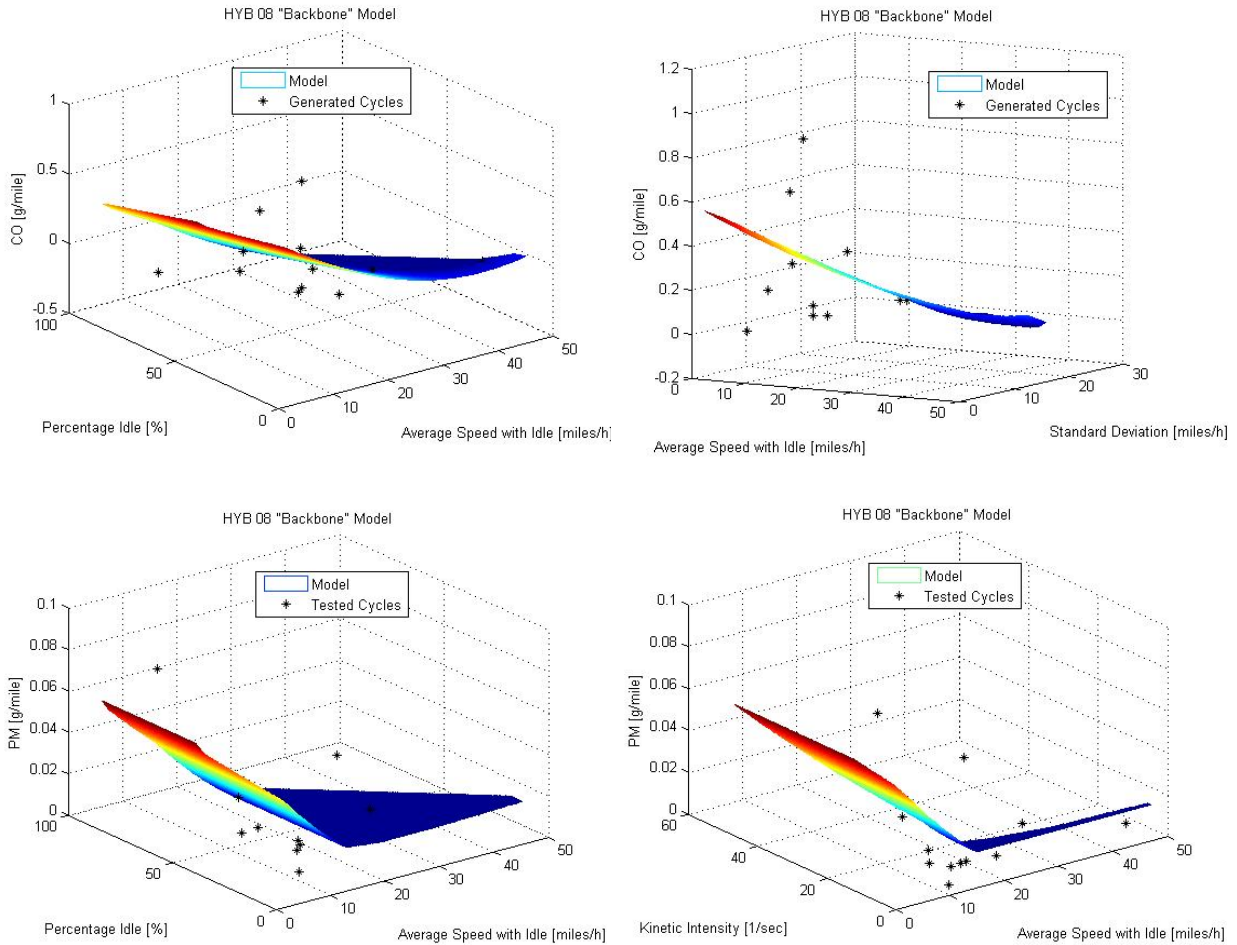 HYB 08 "Backbone" Model
Model
Generated Cycles
1
0.5
0
-0.5
CO [g/mile]
100
50
0
Percentage Idle [%]
0
10
20
30
40
50
Average Speed with Idle [miles/h]
HYB 08 "Backbone" Model
Model
Generated Cycles
1.2
1
0.8
0.6
0.4
0.2
0
-0.2
CO [g/mile]
0
10
20
30
40
50
Average Speed with Idle [miles/h]
0
10
20
30
Standard Deviation [miles/h]
HYB 08 "Backbone" Model
Model
Tested Cycles
0.1
0.08
0.06
0.04
0.02
0
PM [g/mile]
100
50
0
Percentage Idle [%]
0
10
20
30
40
50
Average Speed with Idle [miles/h]
HYB 08 "Backbone" Model
Model
Tested Cycles
0.1
0.08
0.06
0.04
0.02
0
PM [g/mile]
60
40
20
0
Kinetic Intensity [1/sec]
0
10
20
30
40
50
Average Speed with Idle [miles/h]